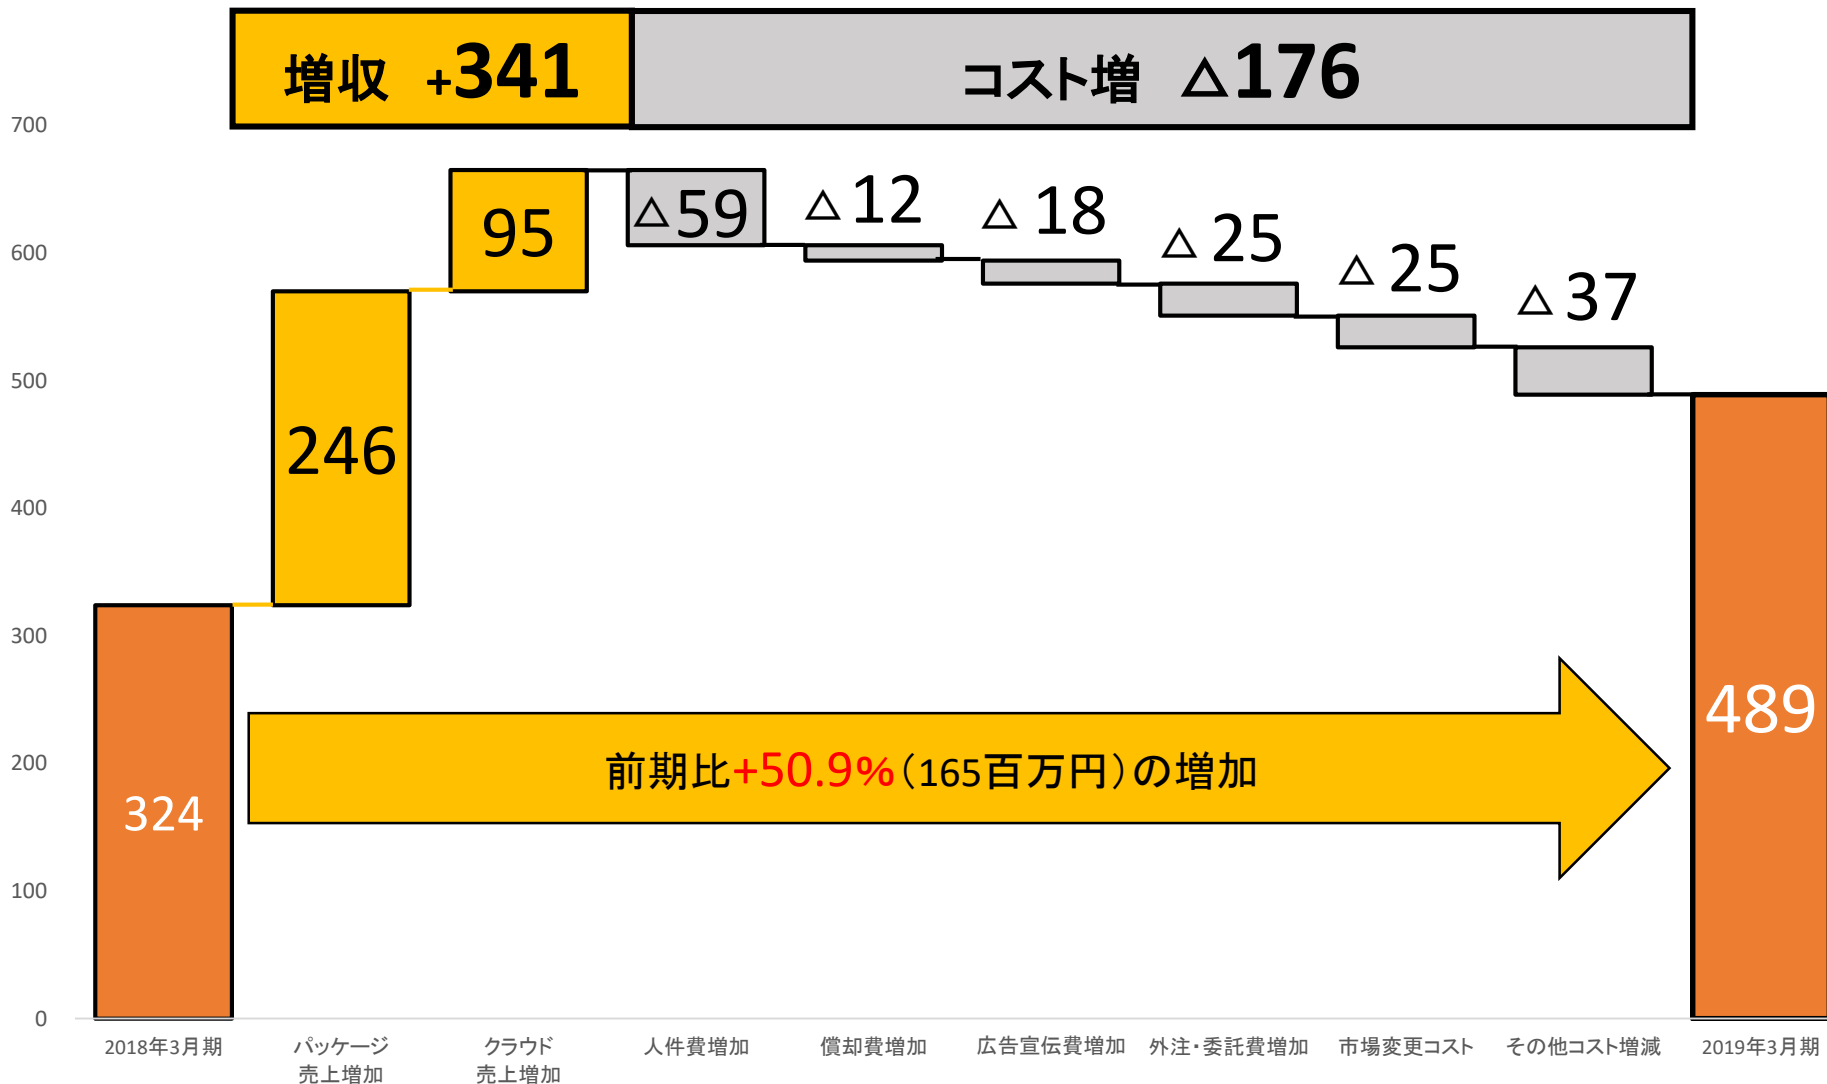 増収 +341
コスト増 △176
700
600
500
400
300
200
100
0
324
246
95
△59
△12
△18
△25
△25
△37
489
前期比+50.9%(165百万円)の増加
2018年3月期
パッケージ
売上増加
クラウド
売上増加
人件費増加
償却費増加
広告宣伝費増加
外注・委託費増加
市場変更コスト
その他コスト増減
2019年3月期